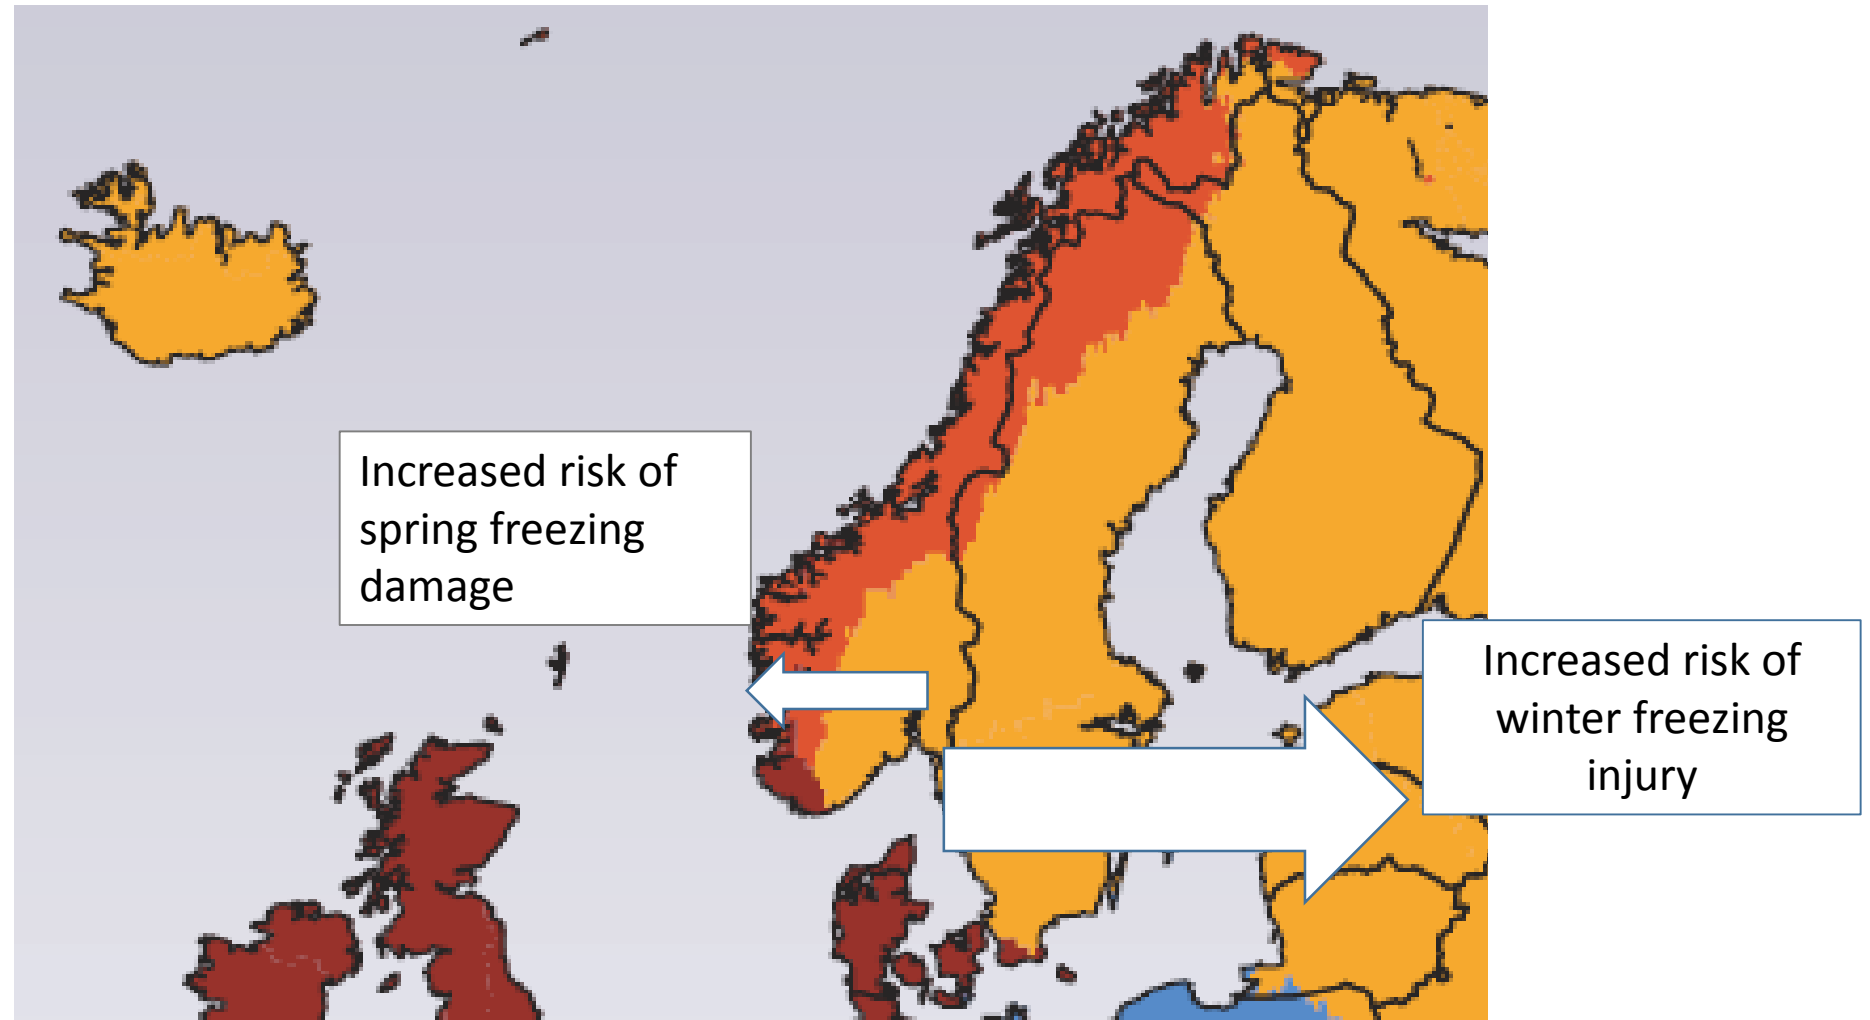 Increased risk of
spring freezing
damage
Increased risk of
winter freezing
injury